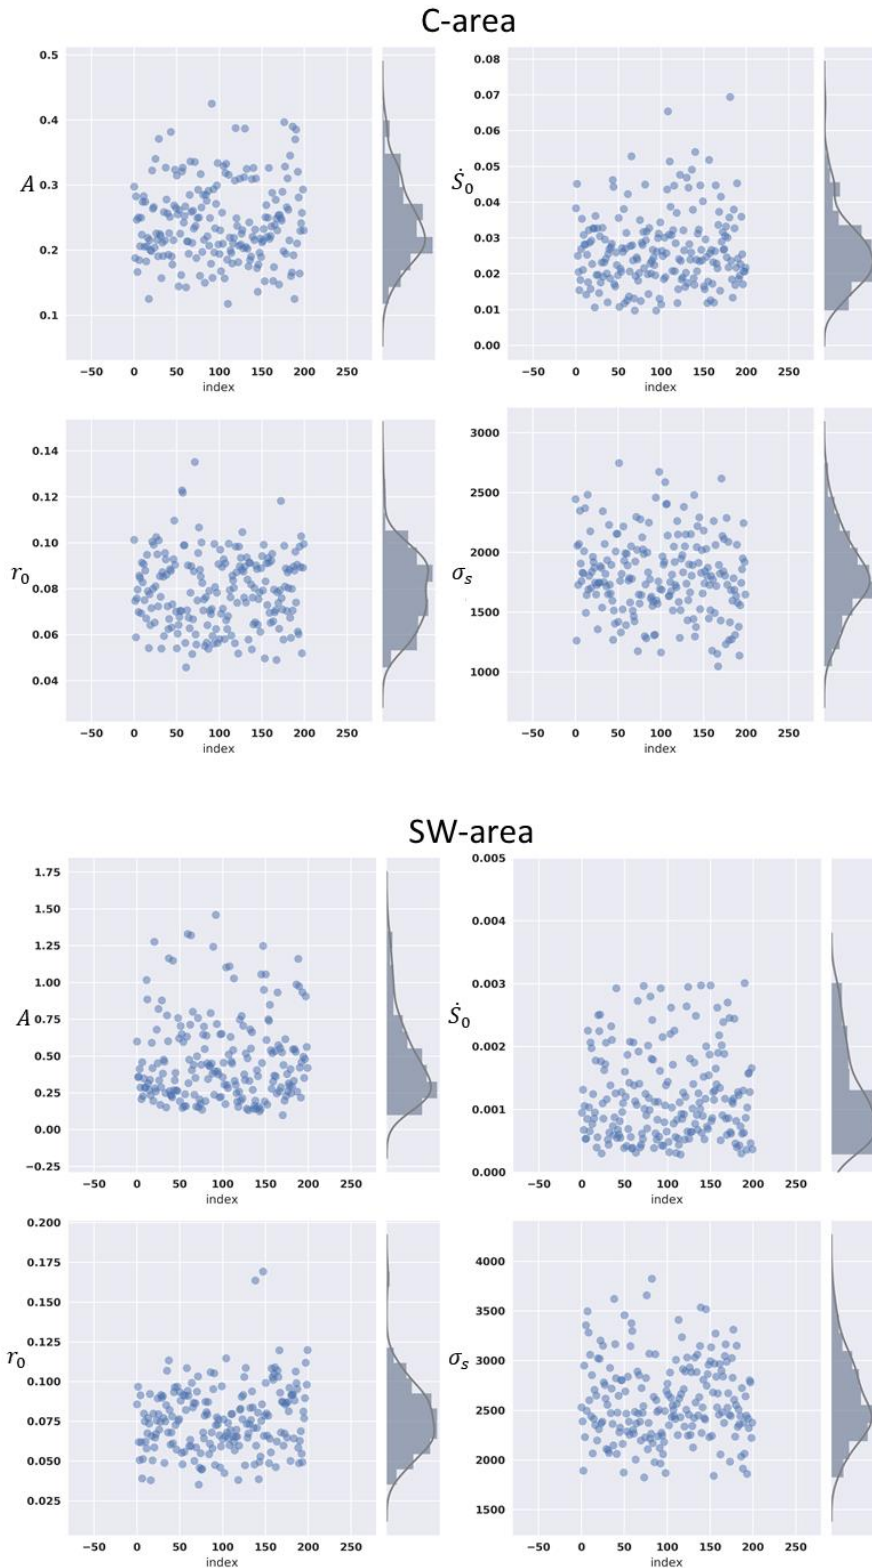 C-area
0.5
0.4
0.3
0.2
0.1
A
−50 0 50 100 150 200 250
index
0.08
0.07
0.06
0.05
0.04
0.03
0.02
0.01
0.00
Ṡ₀
−50 0 50 100 150 200 250
index
0.14
0.12
0.10
0.08
0.06
0.04
r₀
−50 0 50 100 150 200 250
index
3000
2500
2000
1500
1000
σₛ
−50 0 50 100 150 200 250
index
SW-area
1.75
1.50
1.25
1.00
0.75
0.50
0.25
0.00
−0.25
A
−50 0 50 100 150 200 250
index
0.005
0.004
0.003
0.002
0.001
0.000
Ṡ₀
−50 0 50 100 150 200 250
index
0.200
0.175
0.150
0.125
0.100
0.075
0.050
0.025
r₀
−50 0 50 100 150 200 250
index
4000
3500
3000
2500
2000
1500
σₛ
−50 0 50 100 150 200 250
index